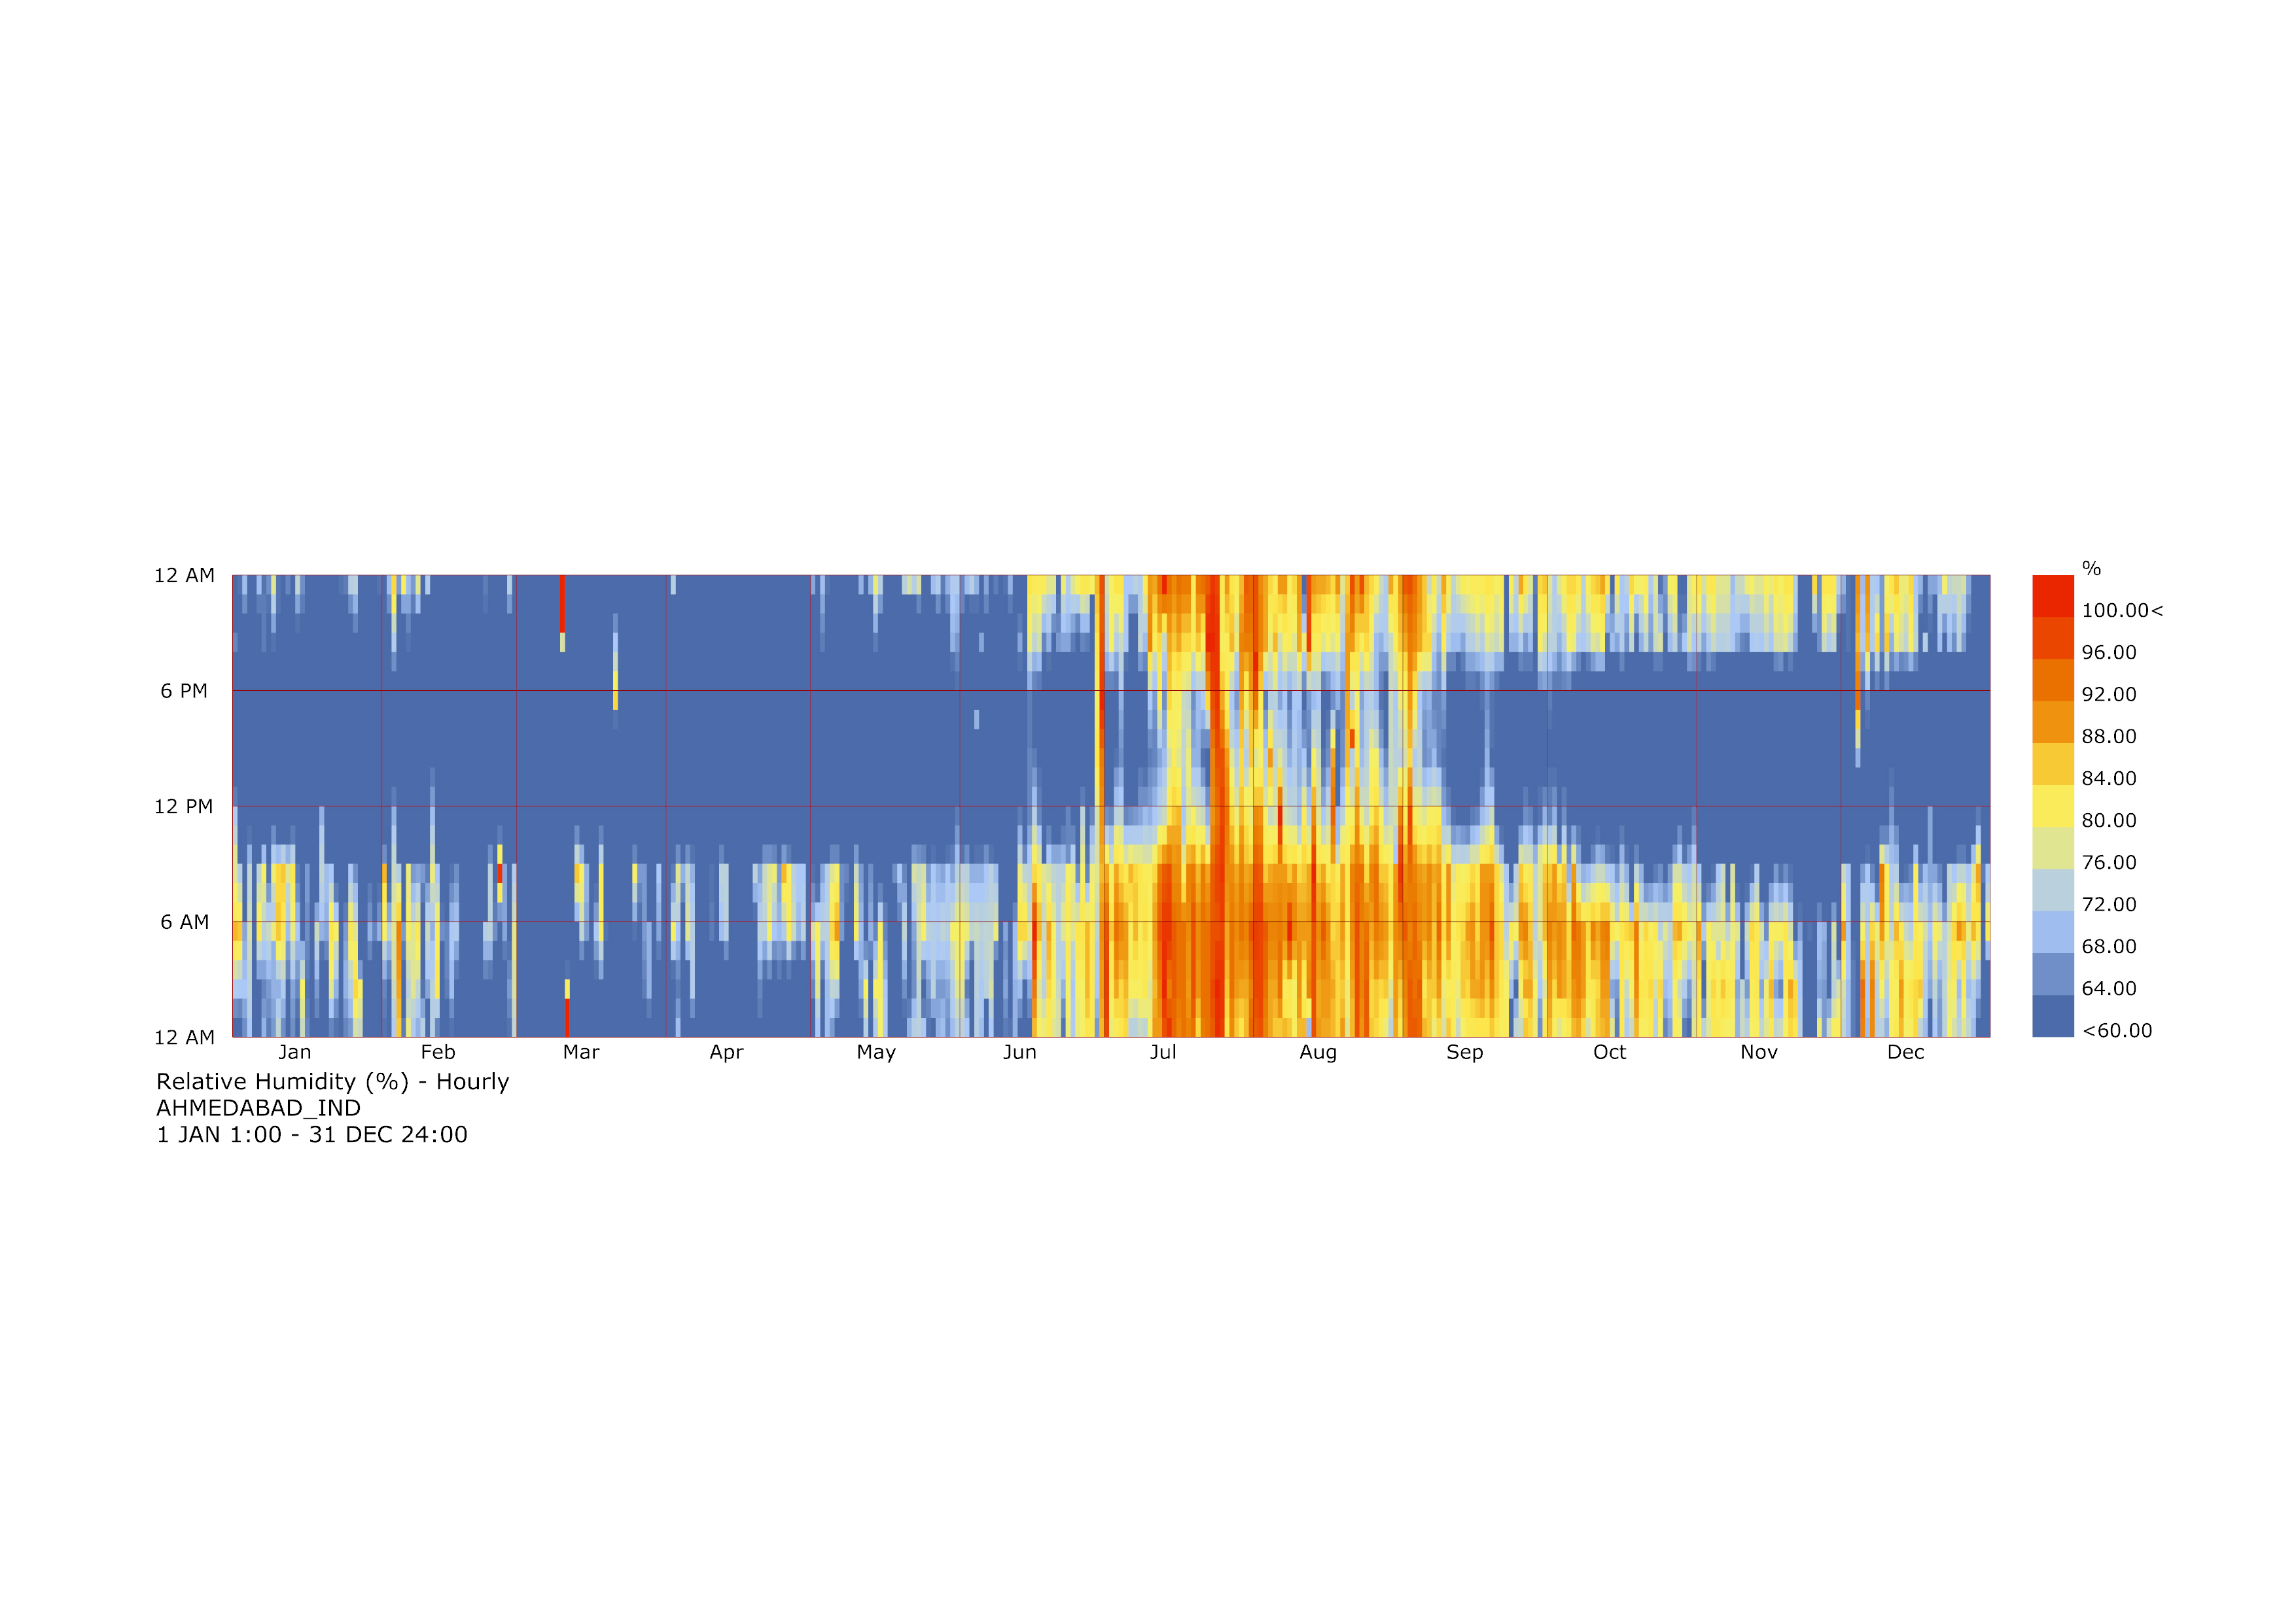 %
12 AM
100.00<
96.00
6 PM
92.00
88.00
84.00
12 PM
80.00
76.00
72.00
6 AM
68.00
64.00
12 AM
<60.00
Jan Feb Mar Apr May Jun Jul Aug Sep Oct Nov Dec
Relative Humidity (%) - Hourly
AHMEDABAD_IND
1 JAN 1:00 - 31 DEC 24:00